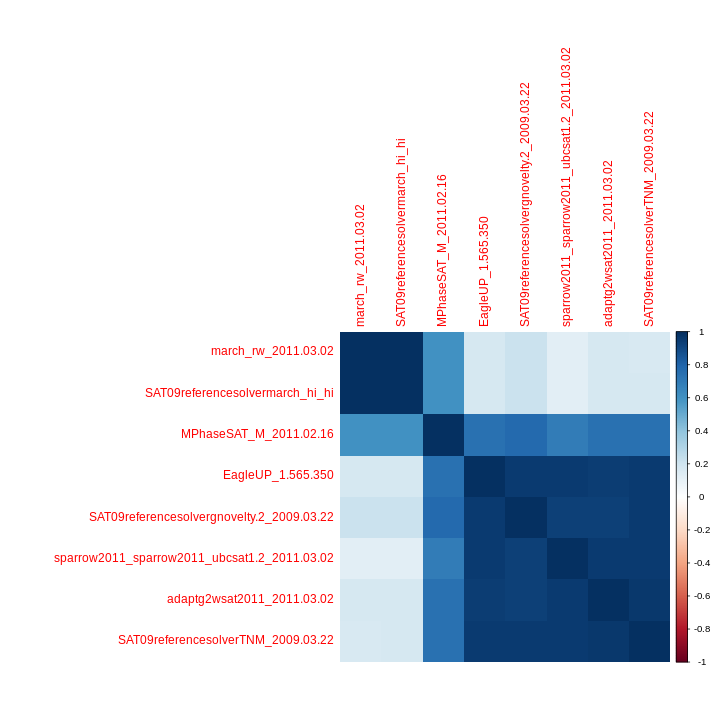 march_rw_2011.03.02
SAT09referencesolvermarch_hi_hi
MPhaseSAT_M_2011.02.16
EagleUP_1.565.350
SAT09referencesolvergnovelty.2_2009.03.22
sparrow2011_sparrow2011_ubcsat1.2_2011.03.02
adaptg2wsat2011_2011.03.02
SAT09referencesolverTNM_2009.03.22
march_rw_2011.03.02
SAT09referencesolvermarch_hi_hi
MPhaseSAT_M_2011.02.16
EagleUP_1.565.350
SAT09referencesolvergnovelty.2_2009.03.22
sparrow2011_sparrow2011_ubcsat1.2_2011.03.02
adaptg2wsat2011_2011.03.02
SAT09referencesolverTNM_2009.03.22
1
0.8
0.6
0.4
0.2
0
-0.2
-0.4
-0.6
-0.8
-1